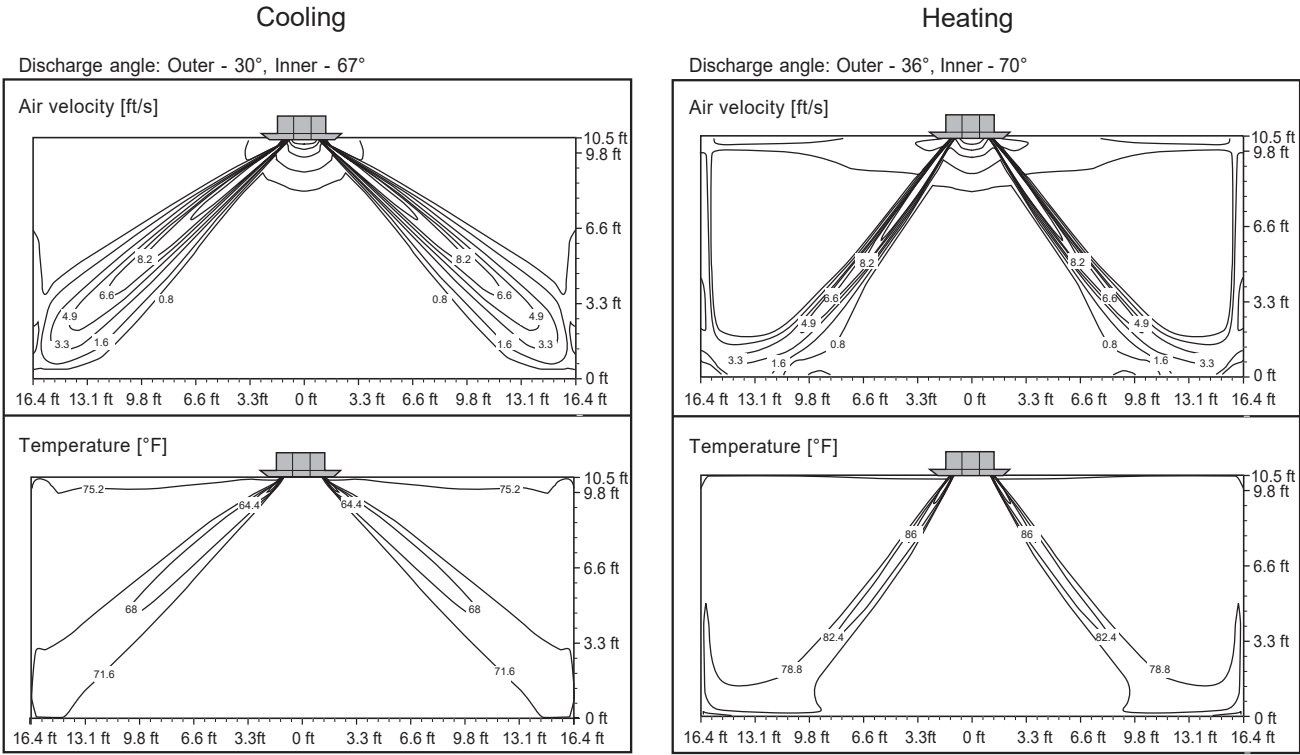 Cooling
Heating
Discharge angle: Outer - 30°, Inner - 67°
Discharge angle: Outer - 36°, Inner - 70°
Air velocity [ft/s]
10.5 ft
9.8 ft
6.6 ft
8.2
8.2
6.6
0.8
0.8
6.6
3.3 ft
4.9
4.9
3.3
1.6
1.6
3.3
0 ft
16.4 ft 13.1 ft 9.8 ft 6.6 ft 3.3ft 0 ft 3.3 ft 6.6 ft 9.8 ft 13.1 ft 16.4 ft
Air velocity [ft/s]
10.5 ft
9.8 ft
6.6 ft
8.2
8.2
6.6
6.6
3.3 ft
4.9
4.9
0.8
0.8
3.3
1.6
1.6
3.3
0 ft
16.4 ft 13.1 ft 9.8 ft 6.6 ft 3.3ft 0 ft 3.3 ft 6.6 ft 9.8 ft 13.1 ft 16.4 ft
Temperature [°F]
10.5 ft
75.2
75.2
9.8 ft
64.4
64.4
6.6 ft
68
68
3.3 ft
71.6
71.6
0 ft
16.4 ft 13.1 ft 9.8 ft 6.6 ft 3.3ft 0 ft 3.3 ft 6.6 ft 9.8 ft 13.1 ft 16.4 ft
Temperature [°F]
10.5 ft
9.8 ft
86
86
6.6 ft
82.4
82.4
3.3 ft
78.8
78.8
0 ft
16.4 ft 13.1 ft 9.8 ft 6.6 ft 3.3ft 0 ft 3.3 ft 6.6 ft 9.8 ft 13.1 ft 16.4 ft